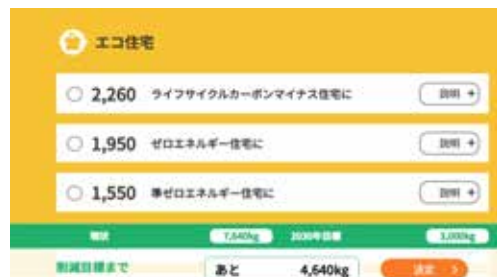 エコ住宅
2,260 ライフサイクルカーボンマイナス住宅に 説明 +
1,950 ゼロエネルギー住宅に 説明 +
1,550 準ゼロエネルギー住宅に 説明 +
現状 7,640kg 2030年目標 3,000kg
削減目標まで あと 4,640kg 決定 >